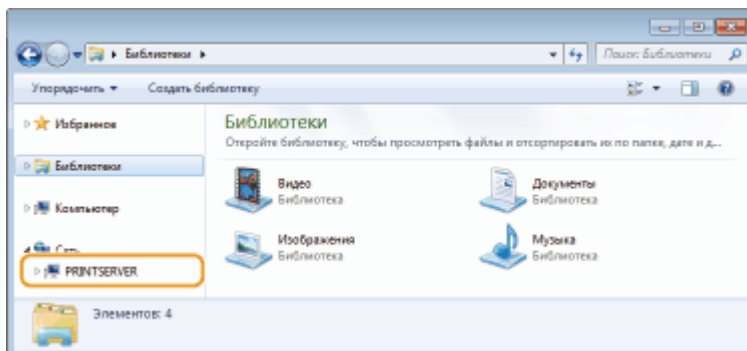 Библиотеки
Поиск: Библиотеки
Упорядочить
Создать библиотеку
Избранное
Библиотеки
Компьютер
Сеть
PRINTSERVER
Библиотеки
Откройте библиотеку, чтобы просмотреть файлы и отсортировать их по папке, дате и д...
Видео
Библиотека
Документы
Библиотека
Изображения
Библиотека
Музыка
Библиотека
Элементов: 4